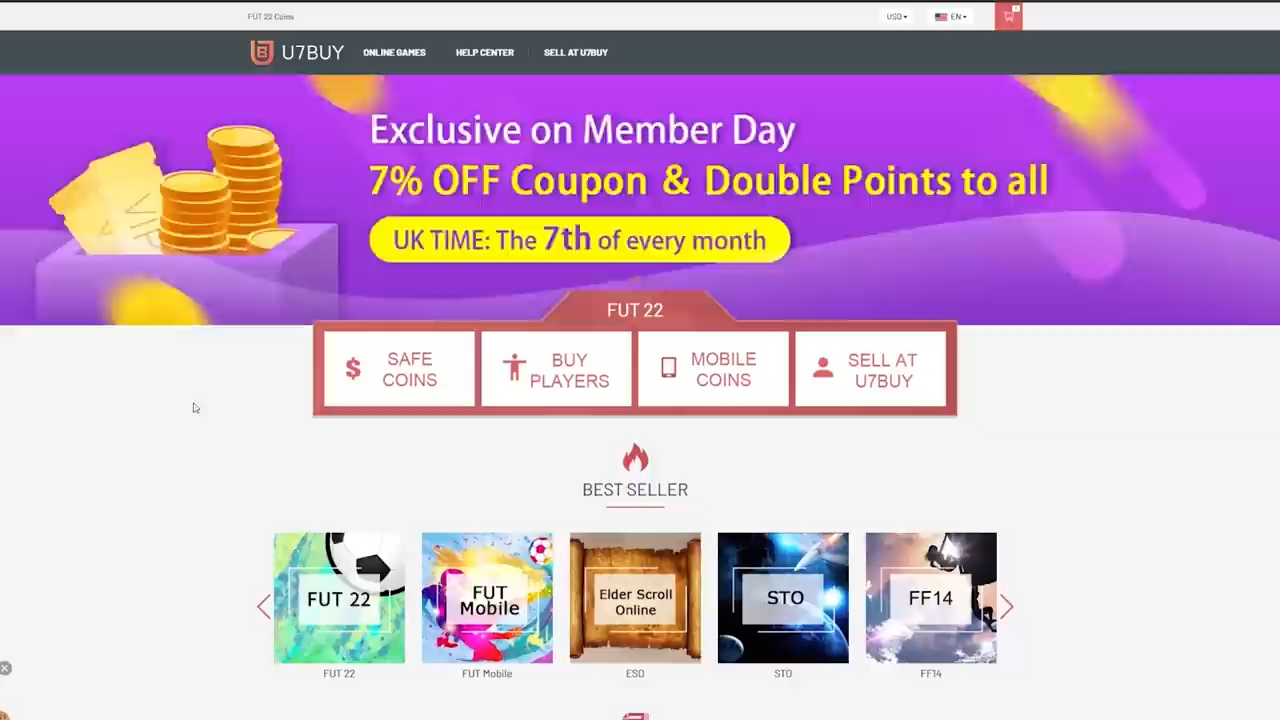 FUT 22 Coins
USD
EN
U7BUY
ONLINE GAMES
HELP CENTER
SELL AT U7BUY
Exclusive on Member Day
7% OFF Coupon & Double Points to all
UK TIME: The 7th of every month
FUT 22
SAFE
COINS
BUY
PLAYERS
MOBILE
COINS
SELL AT
U7BUY
BEST SELLER
FUT 22
FUT
Mobile
Elder Scroll
Online
STO
FF14
FUT 22
FUT Mobile
ESO
STO
FF14